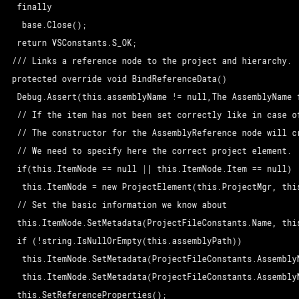 finally
base.Close();
return VSConstants.S_OK;
/// Links a reference node to the project and hierarchy.
protected override void BindReferenceData()
Debug.Assert(this.assemblyName != null,The AssemblyName
// If the item has not been set correctly like in case
// The constructor for the AssemblyReference node will
// We need to specify here the correct project element.
if(this.ItemNode == null || this.ItemNode.Item == null)
this.ItemNode = new ProjectElement(this.ProjectMgr,
// Set the basic information we know about
this.ItemNode.SetMetadata(ProjectFileConstants.Name,
if (!string.IsNullOrEmpty(this.assemblyPath))
this.ItemNode.SetMetadata(ProjectFileConstants.
this.ItemNode.SetMetadata(ProjectFileConstants.
this.SetReferenceProperties();